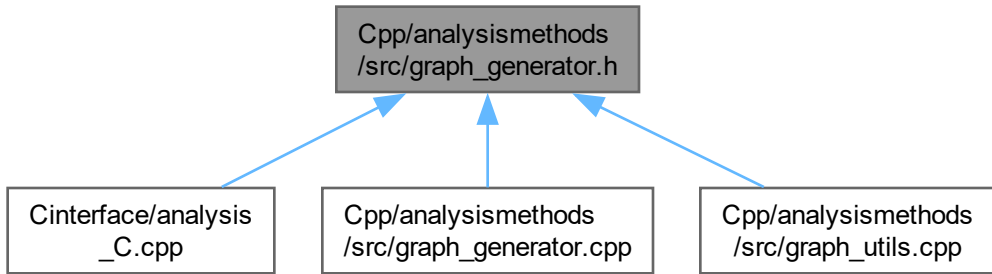 Cpp/analysismethods
/src/graph_generator.h
Cinterface/analysis
_C.cpp
Cpp/analysismethods
/src/graph_generator.cpp
Cpp/analysismethods
/src/graph_utils.cpp